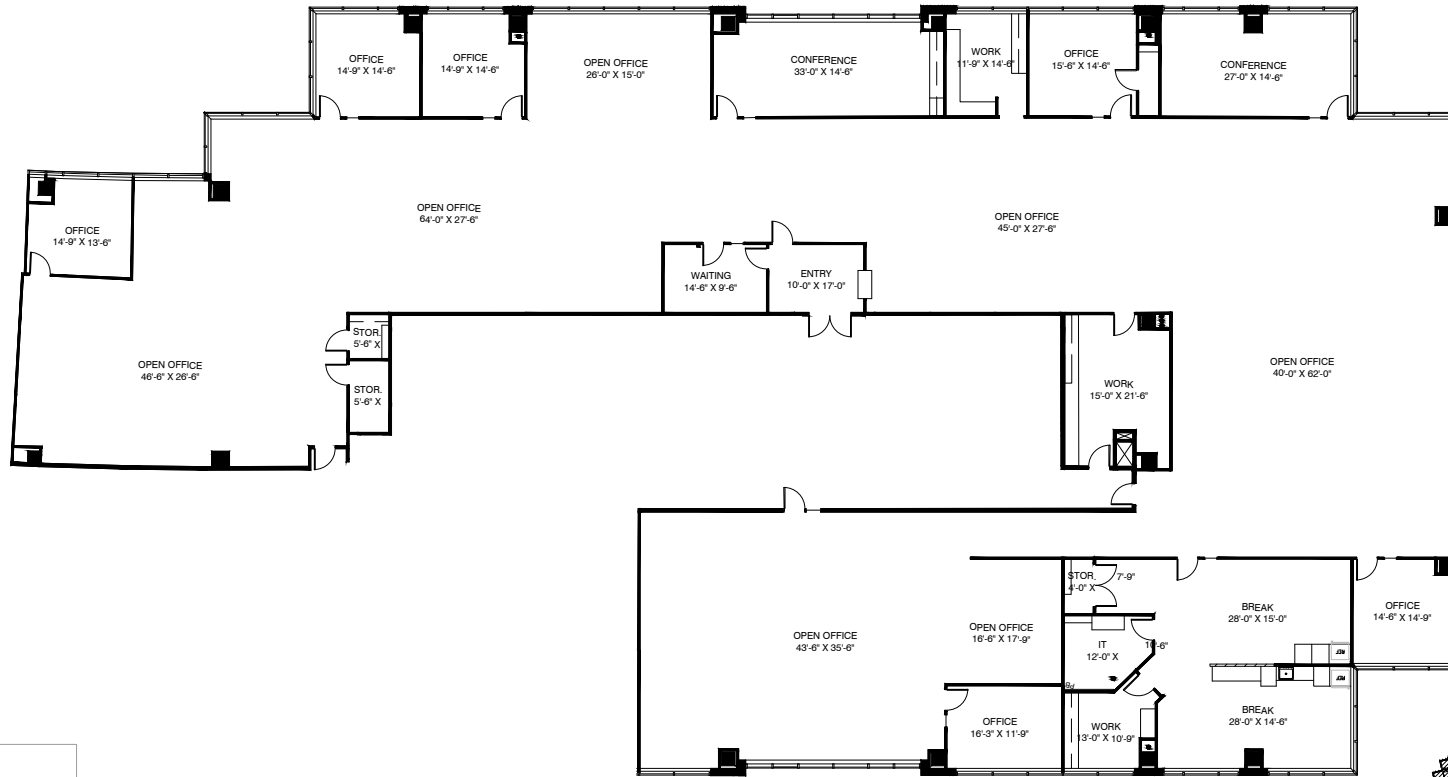 OFFICE
14'-9" X 14'-6"
OFFICE
14'-9" X 14'-6"
OPEN OFFICE
26'-0" X 15'-0"
CONFERENCE
33'-0" X 14'-6"
WORK
11'-9" X 14'-6"
OFFICE
15'-6" X 14'-6"
CONFERENCE
27'-0" X 14'-6"
OFFICE
14'-9" X 13'-6"
OPEN OFFICE
64'-0" X 27'-6"
OPEN OFFICE
45'-0" X 27'-6"
WAITING
14'-6" X 9'-6"
ENTRY
10'-0" X 17'-0"
STOR.
5'-6" X
OPEN OFFICE
46'-6" X 26'-6"
STOR.
5'-6" X
WORK
15'-0" X 21'-6"
OPEN OFFICE
40'-0" X 62'-0"
STOR.
4'-0" X
7'-9"
OPEN OFFICE
43'-6" X 35'-6"
OPEN OFFICE
16'-6" X 17'-9"
IT
12'-0" X
BREAK
28'-0" X 15'-0"
REF
OFFICE
14'-6" X 14'-9"
REF
OFFICE
16'-3" X 11'-9"
WORK
13'-0" X 10'-9"
BREAK
28'-0" X 14'-6"